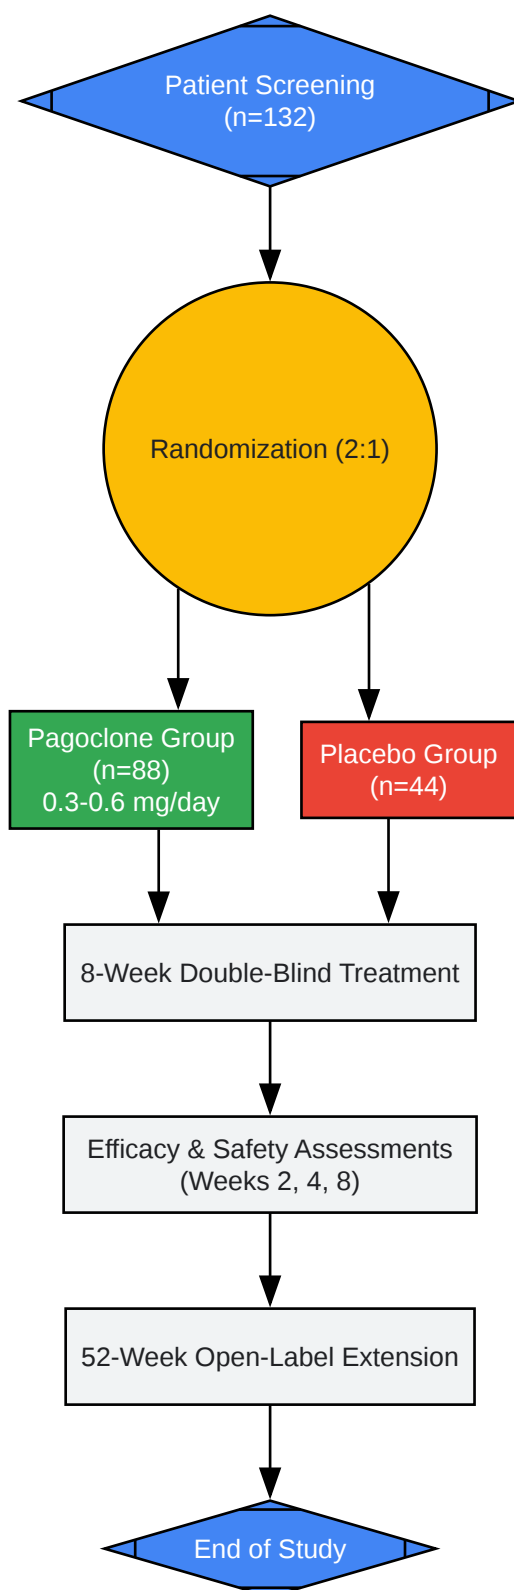 Patient Screening
(n=132)
Randomization (2:1)
Pagoclone Group
(n=88)
0.3-0.6 mg/day
Placebo Group
(n=44)
8-Week Double-Blind Treatment
Efficacy & Safety Assessments
(Weeks 2, 4, 8)
52-Week Open-Label Extension
End of Study